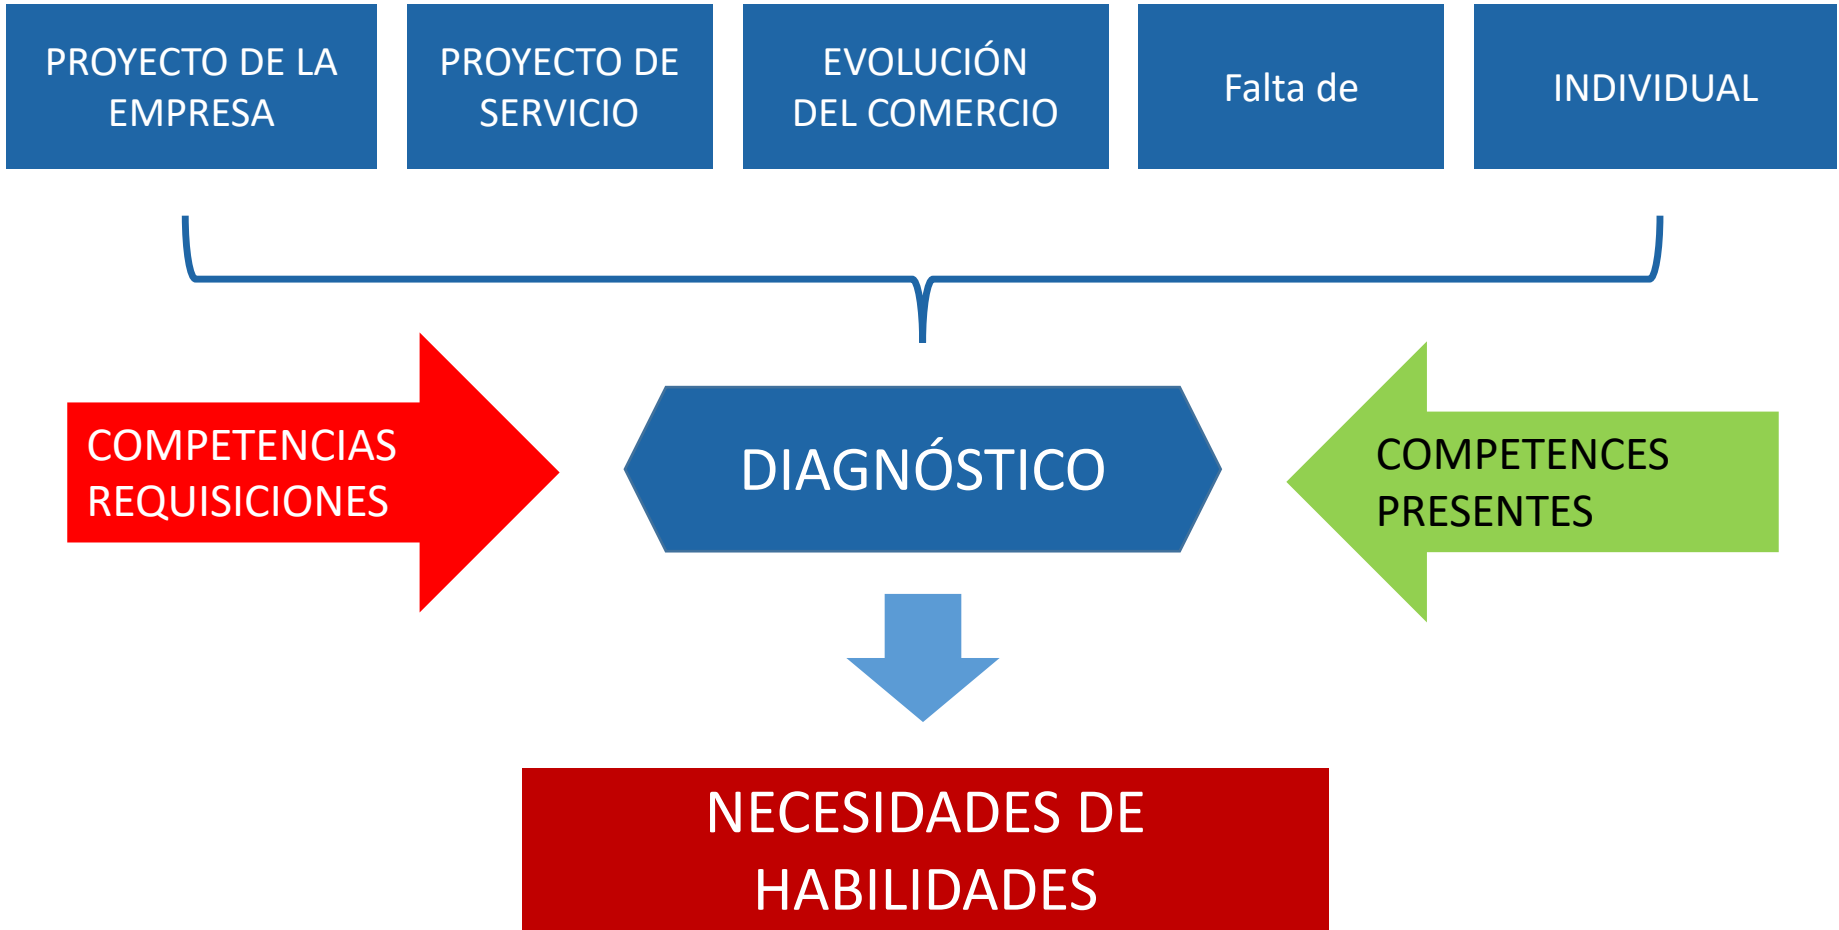 PROYECTO DE LA
EMPRESA
PROYECTO DE
SERVICIO
EVOLUCIÓN
DEL COMERCIO
Falta de
INDIVIDUAL
COMPETENCIAS
REQUISICIONES
DIAGNÓSTICO
COMPETENCES
PRESENTES
NECESIDADES DE
HABILIDADES